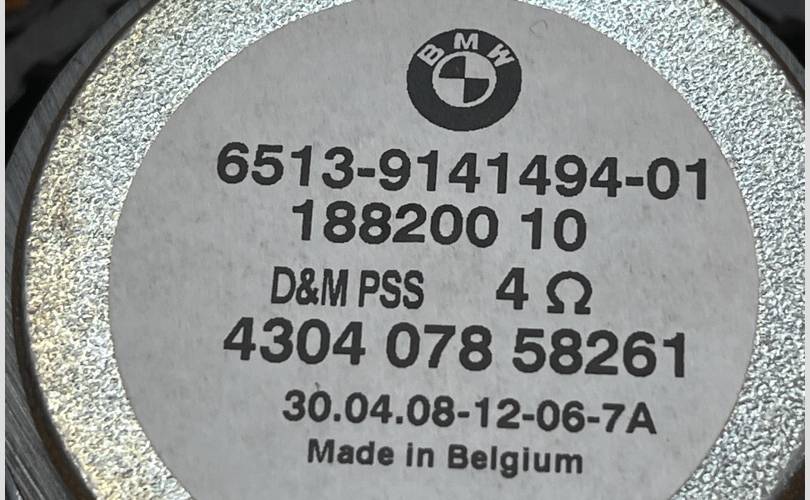 BMW
6513-9141494-01
188200 10
D&M PSS 4 Ω
4304 078 58261
30.04.08-12-06-7A
Made in Belgium